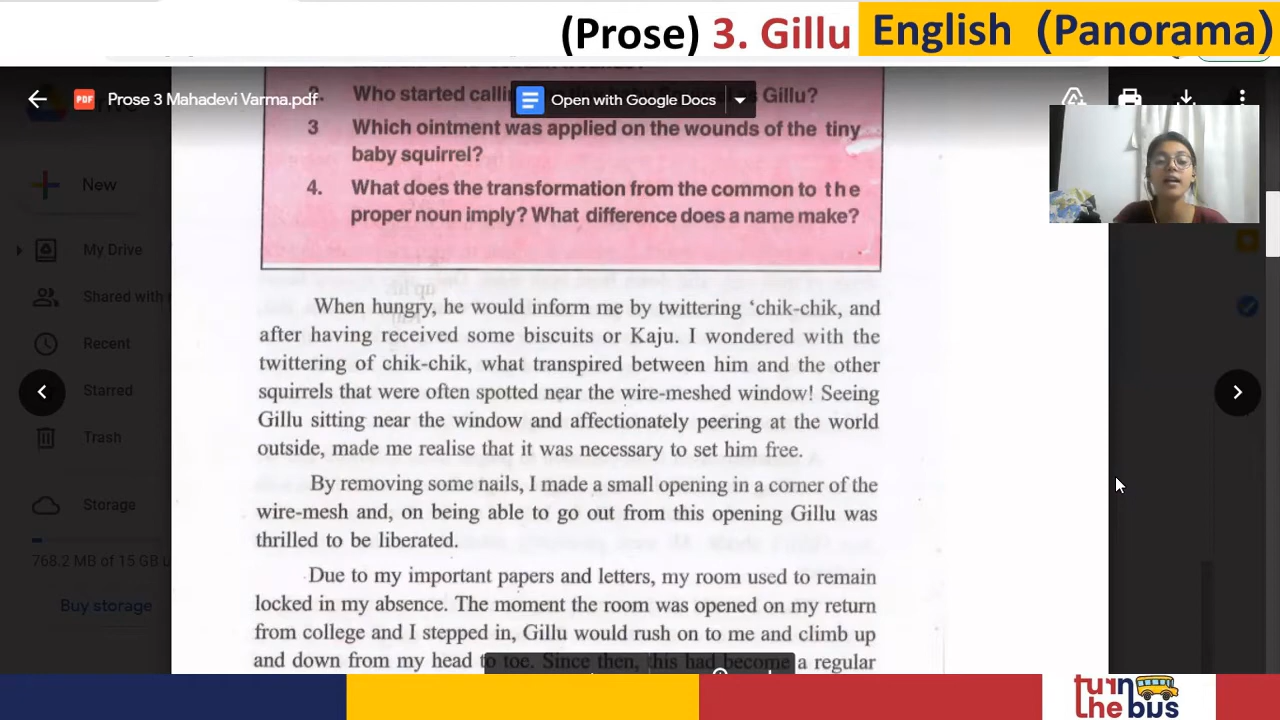 (Prose) 3. Gillu English (Panorama)
Prose 3 Mahadevi Varma.pdf
Open with Google Docs
Who started calli s Gillu?
3 Which ointment was applied on the wounds of the tiny
baby squirrel?
4. What does the transformation from the common to the
proper noun imply? What difference does a name make?
New
My Drive
Shared with
Recent
Starred
Trash
Storage
768.2 MB of 15 GB u
Buy storage
When hungry, he would inform me by twittering ‘chik-chik, and
after having received some biscuits or Kaju. I wondered with the
twittering of chik-chik, what transpired between him and the other
squirrels that were often spotted near the wire-meshed window! Seeing
Gillu sitting near the window and affectionately peering at the world
outside, made me realise that it was necessary to set him free.
By removing some nails, I made a small opening in a corner of the
wire-mesh and, on being able to go out from this opening Gillu was
thrilled to be liberated.
Due to my important papers and letters, my room used to remain
locked in my absence. The moment the room was opened on my return
from college and I stepped in, Gillu would rush on to me and climb up
and down from my head to toe. Since then, this had become a regular
turn
the bus